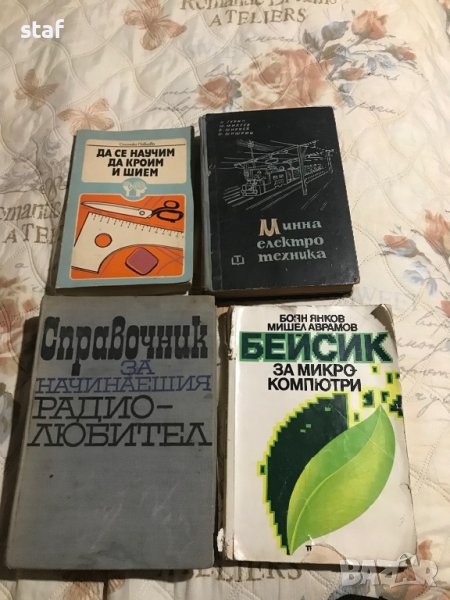 staf
ДА СЕ НАУЧИМ
ДА КРОИМ
И ШИЕМ
Минна
електро
техника
Справочник
ЗА
НАЧИНАЕЩИЯ
РАДИО-
ЛЮБИТЕЛ
БОЯН ЯНКОВ
МИШЕЛ АВРАМОВ
БЕЙСИК
ЗА МИКРО-
КОМПЮТРИ
BAZAR